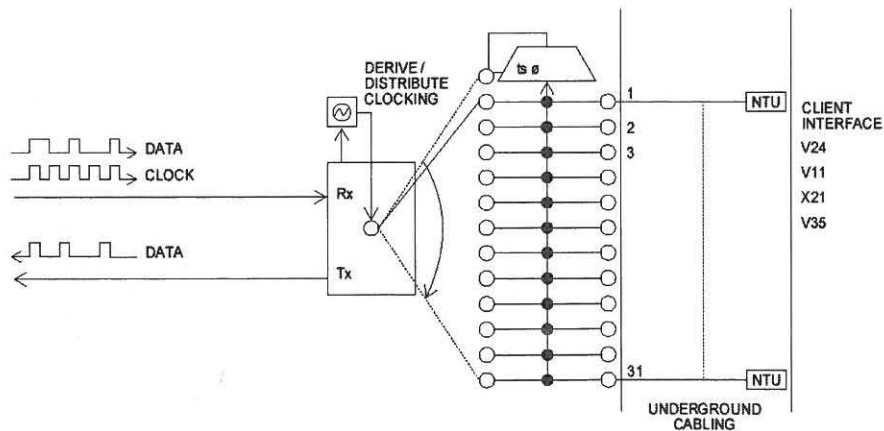 DERIVE /
DISTRIBUTE
CLOCKING
ts ø
DATA
CLOCK
Rx
DATA
Tx
1
2
3
31
NTU
NTU
CLIENT
INTERFACE
V24
V11
X21
V35
UNDERGROUND
CABLING